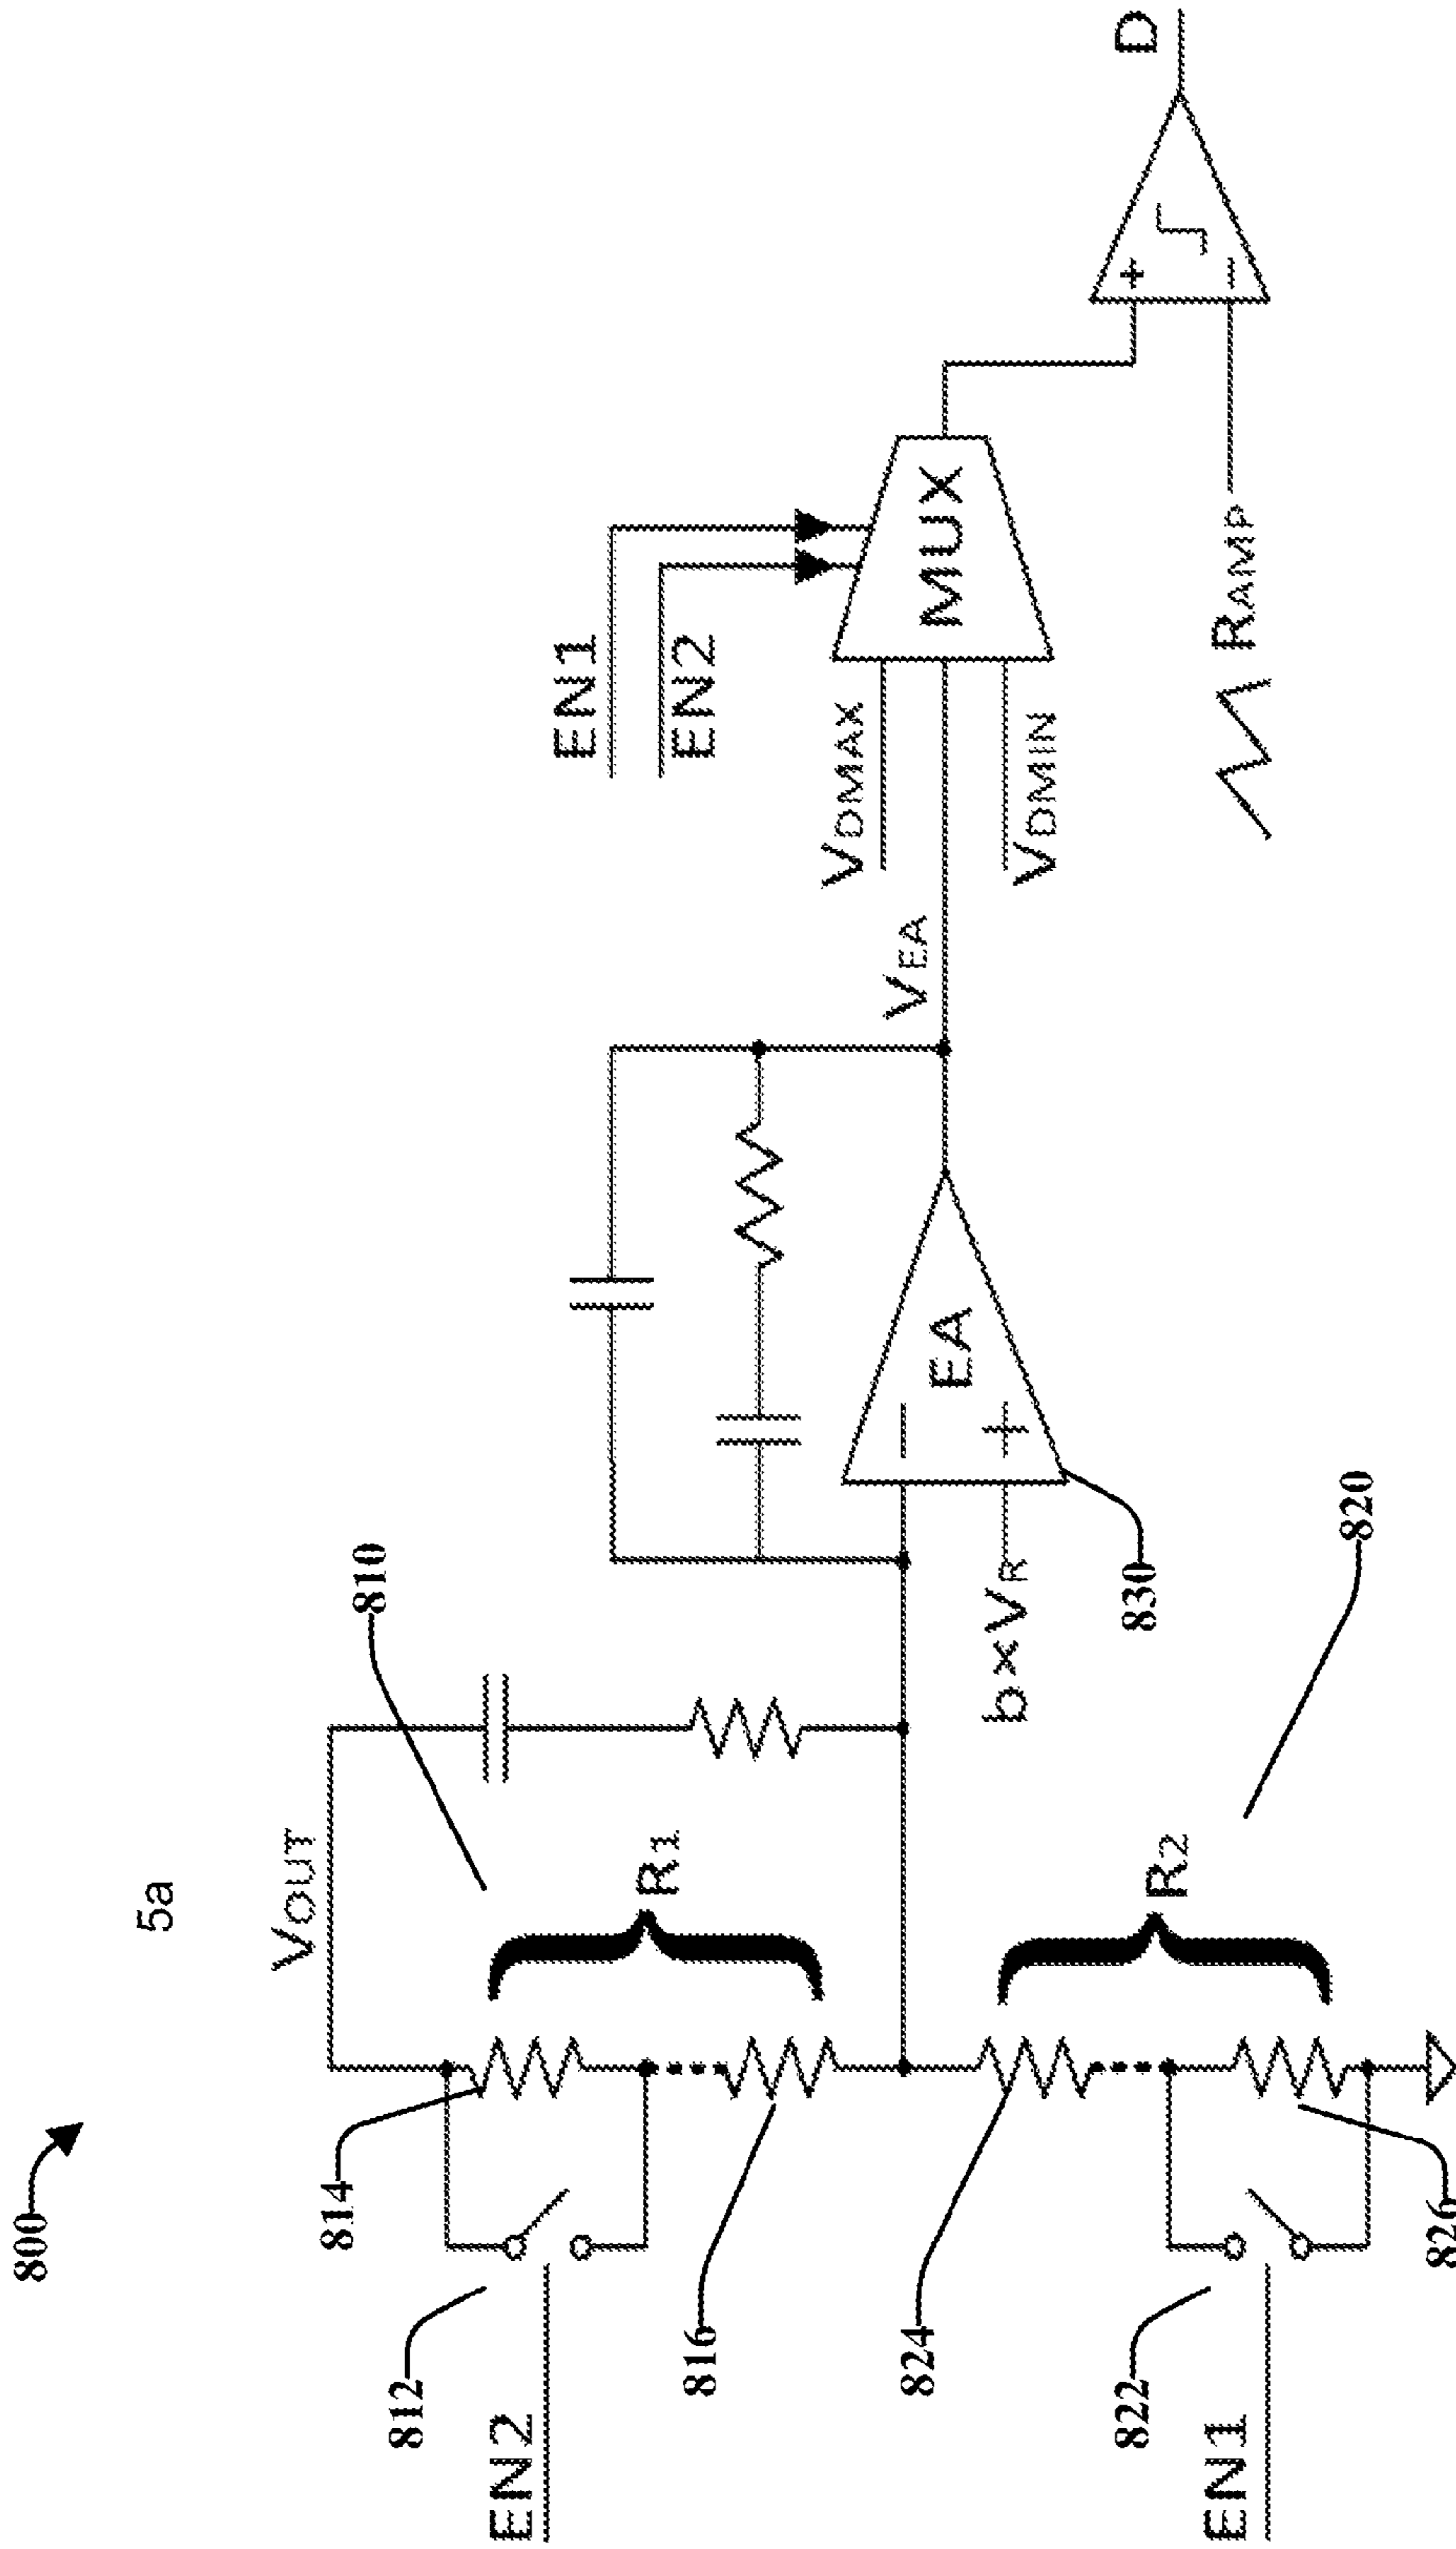 800
5a
VOUT
810
814
812
EN2
R1
816
EN1
EN2
VDMAX
VEA
MUX
D
+
−
VDMIN
EA
−
+
b×VR
830
RAMP
824
R2
820
822
EN1
826